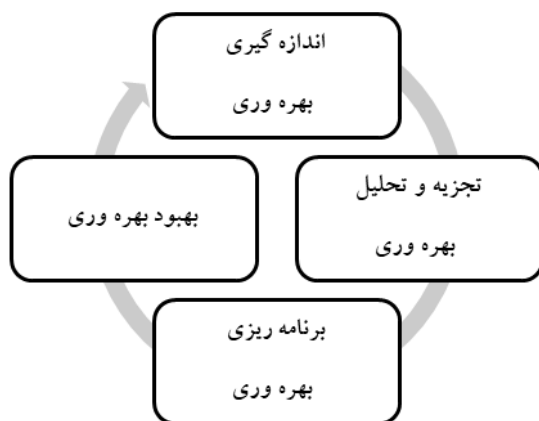 اندازه گیری
بهره وری
تجزیه و تحلیل
بهره وری
برنامه ریزی
بهره وری
بهبود بهره وری